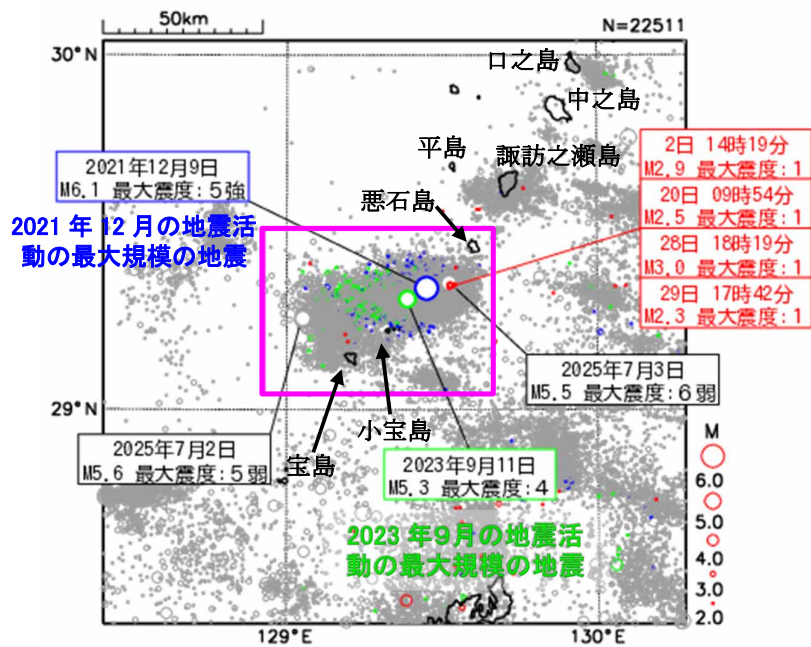 50km
N=22511
30°N
口之島
中之島
平島
諏訪之瀬島
悪石島
2日 14時19分
M2.9 最大震度:1
20日 09時54分
M2.5 最大震度:1
28日 18時19分
M3.0 最大震度:1
29日 17時42分
M2.3 最大震度:1
2021年12月9日
M6.1 最大震度:5強
2021年12月の地震活
動の最大規模の地震
2025年7月3日
M5.5 最大震度:6弱
29°N
2025年7月2日
M5.6 最大震度:5弱
宝島
小宝島
2023年9月11日
M5.3 最大震度:4
2023年9月の地震活
動の最大規模の地震
M
6.0
5.0
4.0
3.0
2.0
129°E
130°E